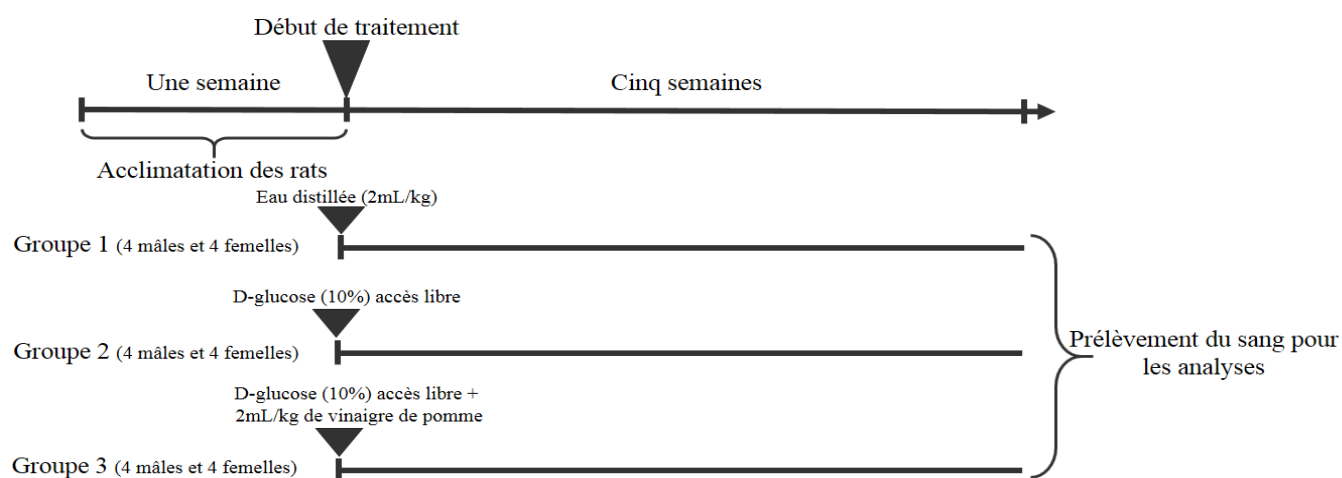 Début de traitement
Une semaine
Cinq semaines
Acclimatation des rats
Eau distillée (2mL/kg)
Groupe 1 (4 mâles et 4 femelles)
D-glucose (10%) accès libre
Groupe 2 (4 mâles et 4 femelles)
Prélèvement du sang pour
les analyses
D-glucose (10%) accès libre +
2mL/kg de vinaigre de pomme
Groupe 3 (4 mâles et 4 femelles)